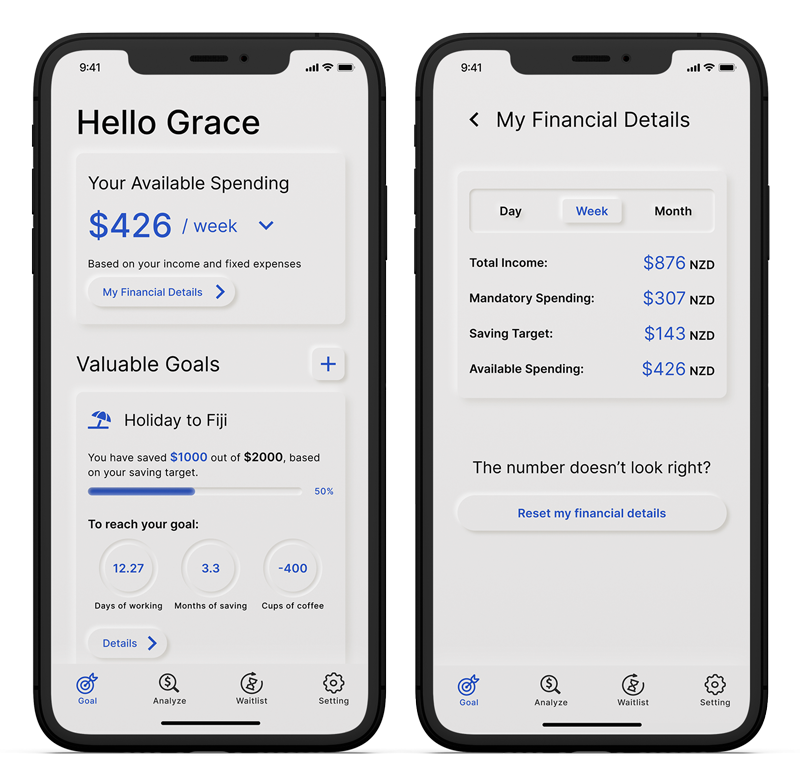 9:41
Hello Grace
Your Available Spending
$426 / week
Based on your income and fixed expenses
My Financial Details
Valuable Goals
Holiday to Fiji
You have saved $1000 out of $2000, based
on your saving target.
50%
To reach your goal:
12.27 3.3 -400
Days of working Months of saving Cups of coffee
Details
Goal Analyze Waitlist Setting
9:41
My Financial Details
Day Week Month
Total Income: $876 NZD
Mandatory Spending: $307 NZD
Saving Target: $143 NZD
Available Spending: $426 NZD
The number doesn’t look right?
Reset my financial details
Goal Analyze Waitlist Setting